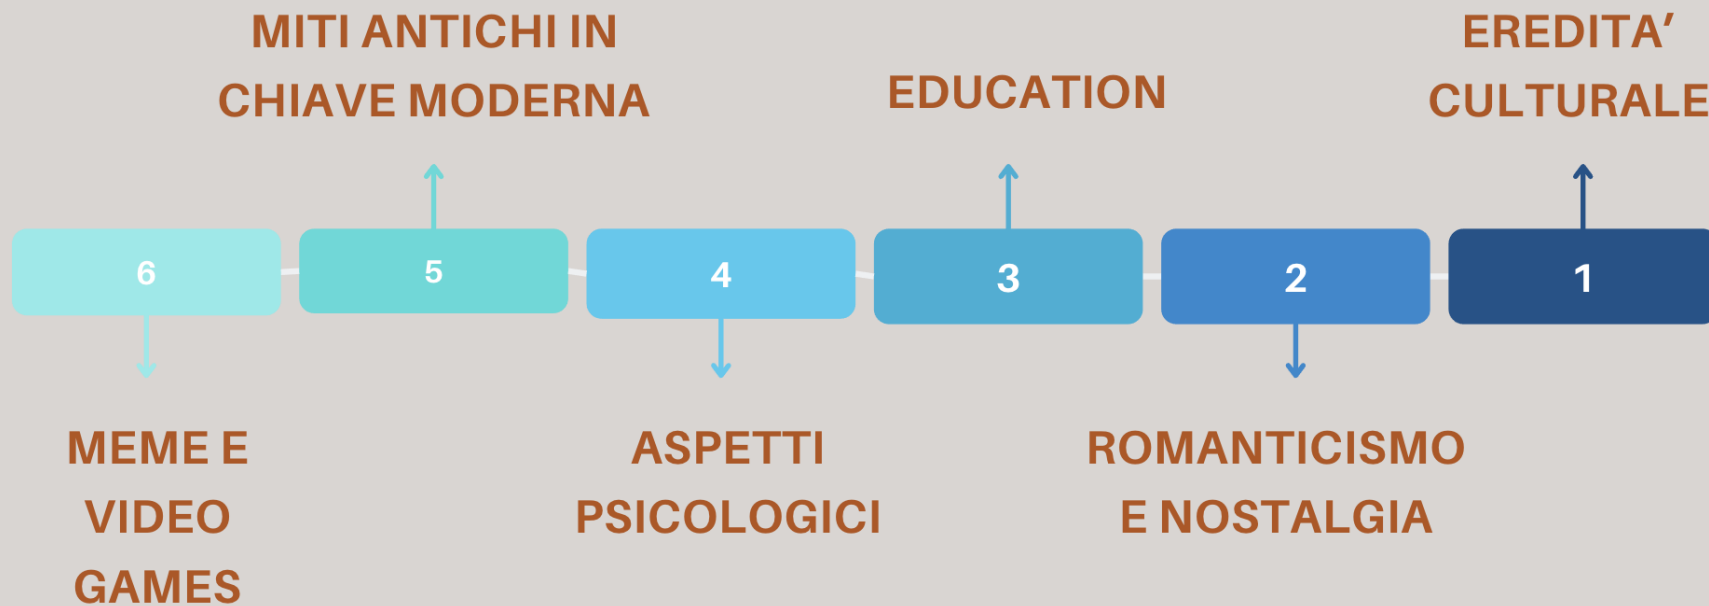 MITI ANTICHI IN
CHIAVE MODERNA
EDUCATION
EREDITA’
CULTURALE
6
5
4
3
2
1
MEME E
VIDEO
GAMES
ASPETTI
PSICOLOGICI
ROMANTICISMO
E NOSTALGIA